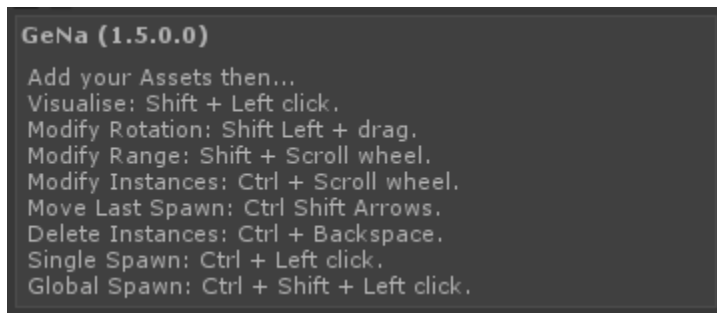 GeNa (1.5.0.0)
Add your Assets then...
Visualise: Shift + Left click.
Modify Rotation: Shift Left + drag.
Modify Range: Shift + Scroll wheel.
Modify Instances: Ctrl + Scroll wheel.
Move Last Spawn: Ctrl Shift Arrows.
Delete Instances: Ctrl + Backspace.
Single Spawn: Ctrl + Left click.
Global Spawn: Ctrl + Shift + Left click.